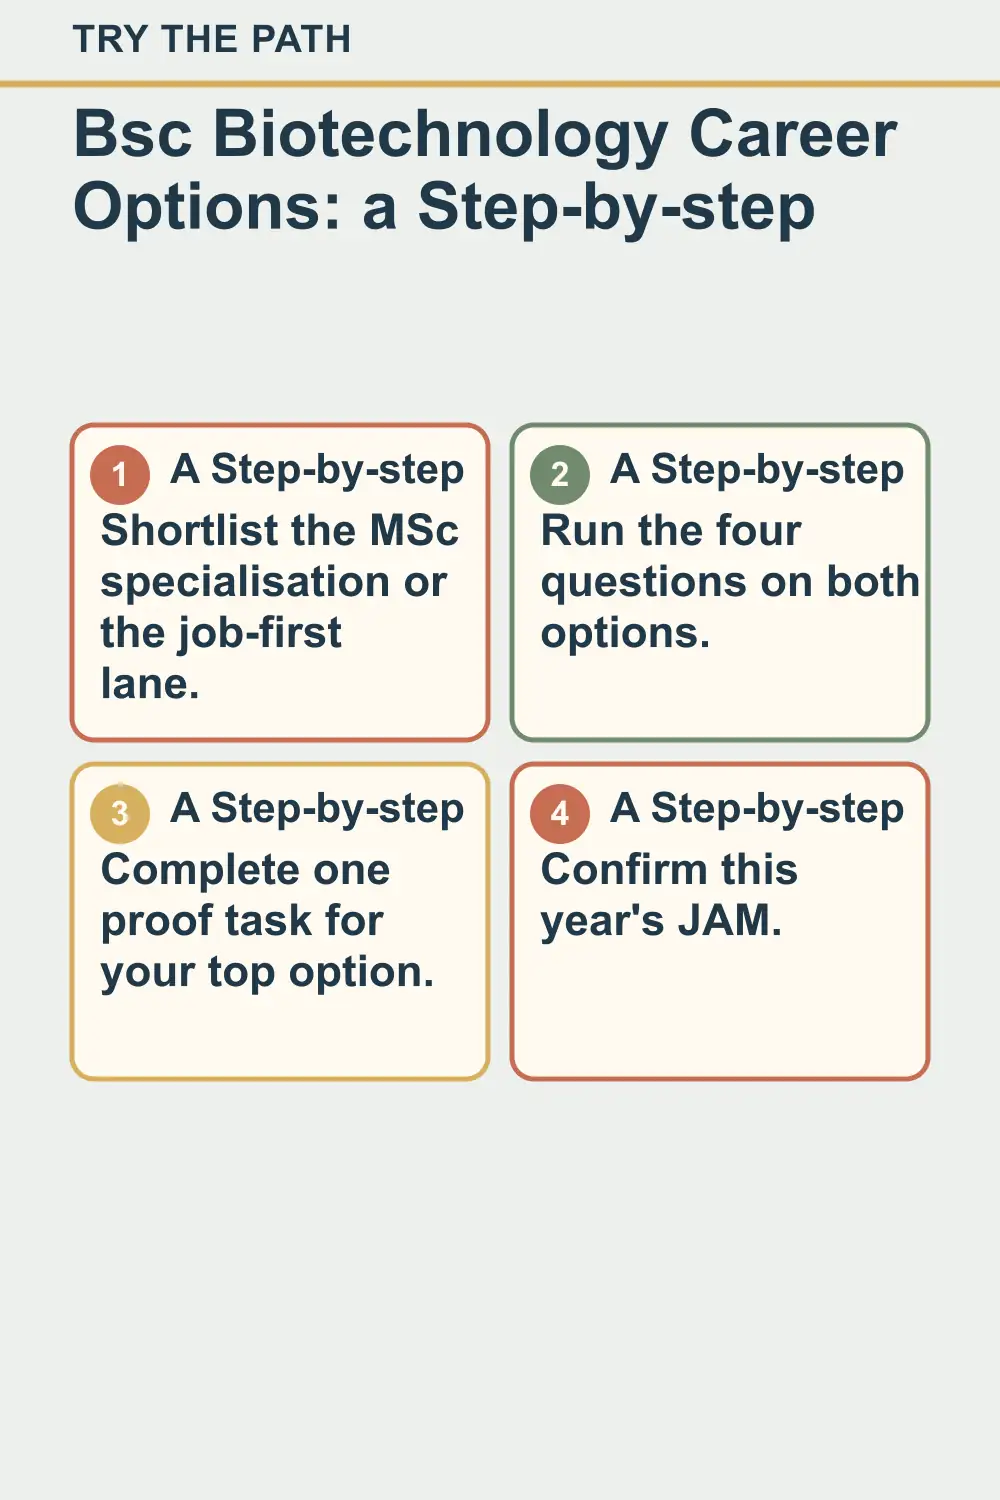 TRY THE PATH
Bsc Biotechnology Career
Options: a Step-by-step
1 A Step-by-step
Shortlist the MSc
specialisation or
the job-first
lane.
2 A Step-by-step
Run the four
questions on both
options.
3 A Step-by-step
Complete one
proof task for
your top option.
4 A Step-by-step
Confirm this
year's JAM.